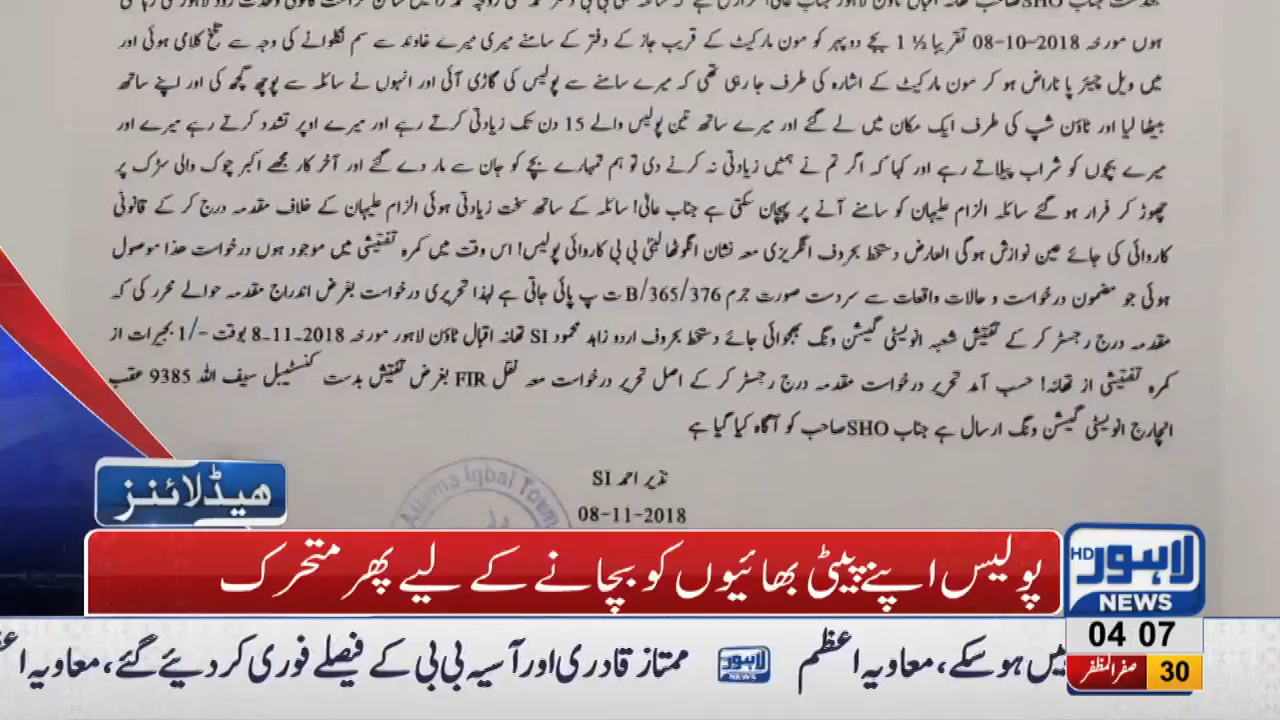 ہوں مورخہ 08-10-2018 تقریبا ½ 1 بجے دوپہر کو مون مارکیٹ کے قریب جاز کے دفتر کے سامنے میری میرے خاوند سے سم نکلوانے کی وجہ سے تلخ کلامی ہوئی اور
میں ویل چیئر پا ناراض ہو کر مون مارکیٹ کے اشارہ کی طرف جا رہی تھی کہ میرے سامنے سے پولیس کی گاڑی آئی اور انہوں نے سائلہ سے پوچھ گچھ کی اور اپنے ساتھ
بیٹھا لیا اور ٹاؤن شپ کی طرف ایک مکان میں لے گئے اور میرے ساتھ تین پولیس والے 15 دن تک زیادتی کرتے رہے اور میرے اوپر تشدد کرتے رہے میرے اور
میرے بچوں کو شراب پیلاتے رہے اور کہا کہ اگر تم نے ہمیں زیادتی نہ کرنے دی تو ہم تمہارے بچے کو جان سے مار دے گئے اور آخر کار مجھے اکبر چوک والی سڑک پر
چھوڑ کر فرار ہو گئے سائلہ الزام علیہان کو سامنے آنے پر پہچان سکتی ہے جناب عالی! سائلہ کے ساتھ سخت زیادتی ہوئی الزام علیہان کے خلاف مقدمہ درج کر کے قانونی
کاروائی کی جائے عین نوازش ہوگی العارض دستخط بحروف انگریزی معہ نشان انگوٹھا بی بی کاروائی پولیس! اس وقت میں کمرہ تفتیشی میں موجود ہوں درخواست ھذا موصول
ہوئی جو مضمون درخواست و حالات واقعات سے سردست صورت جرم 376/365/B ت پ پائی جاتی ہے لہذا تحریری درخواست بغرض اندراج مقدمہ حوالے محرر کی کہ
مقدمہ درج رجسٹر کر کے تفتیش شعبہ انویسٹی گیشن ونگ بھجوائی جائے دستخط بحروف اردو زاہد محمود SI تھانہ اقبال ٹاؤن لاہور مورخہ 8.11.2018 بوقت -/1 بجیرات از
کمرہ تفتیشی از تھانہ! حسب آمد تحریر درخواست مقدمہ درج رجسٹر کر کے اصل تحریر درخواست معہ نقل FIR بغرض تفتیش بدست کنسٹیبل سیف اللہ 9385 عقب
انچارج انویسٹی گیشن ونگ ارسال ہے جناب SHO صاحب کو آگاہ کیا گیا ہے
نذیر احمد SI
08-11-2018
Allama Iqbal Town
ہیڈلائنز
پولیس اپنے پیٹی بھائیوں کو بچانے کے لیے پھر متحرک
لاہور HD
NEWS
04 07
30 صفر المظفر
ہیں ہوسکے، معاویہ اعظم لاہور NEWS ممتاز قادری اور آسیہ بی بی کے فیصلے فوری کر دیئے گئے، معاویہ